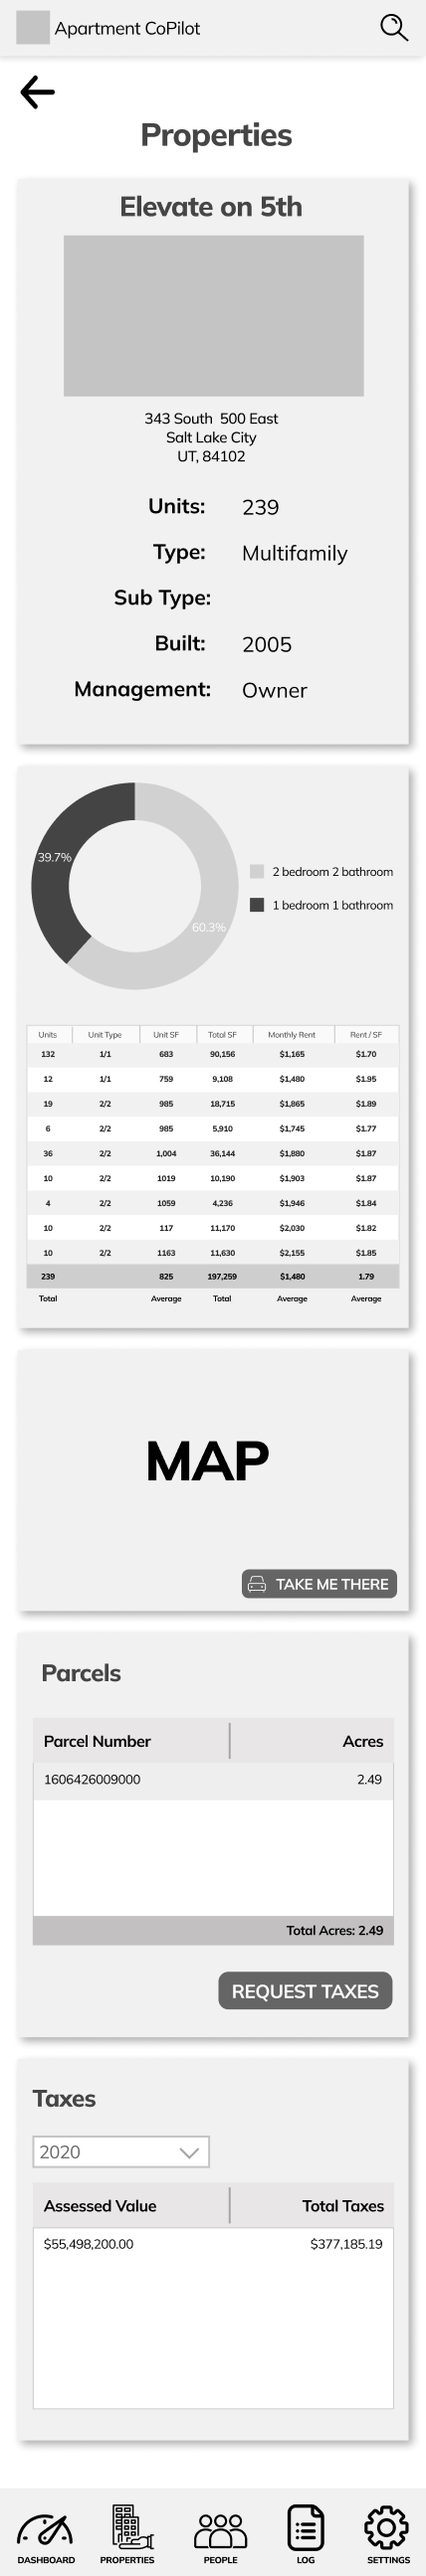 Apartment CoPilot
Properties
Elevate on 5th
343 South 500 East
Salt Lake City
UT, 84102
Units: 239
Type: Multifamily
Sub Type:
Built: 2005
Management: Owner
39.7%
60.3%
2 bedroom 2 bathroom
1 bedroom 1 bathroom
Units Unit Type Unit SF Total SF Monthly Rent Rent / SF
132 1/1 683 90,156 $1,165 $1.70
12 1/1 759 9,108 $1,480 $1.95
19 2/2 985 18,715 $1,865 $1.89
6 2/2 985 5,910 $1,745 $1.77
36 2/2 1,004 36,144 $1,880 $1.87
10 2/2 1019 10,190 $1,903 $1.87
4 2/2 1059 4,236 $1,946 $1.84
10 2/2 117 11,170 $2,030 $1.82
10 2/2 1163 11,630 $2,155 $1.85
239 825 197,259 $1,480 1.79
Total Average Total Average Average
MAP
TAKE ME THERE
Parcels
Parcel Number Acres
1606426009000 2.49
Total Acres: 2.49
REQUEST TAXES
Taxes
2020
Assessed Value Total Taxes
$55,498,200.00 $377,185.19
DASHBOARD PROPERTIES PEOPLE LOG SETTINGS